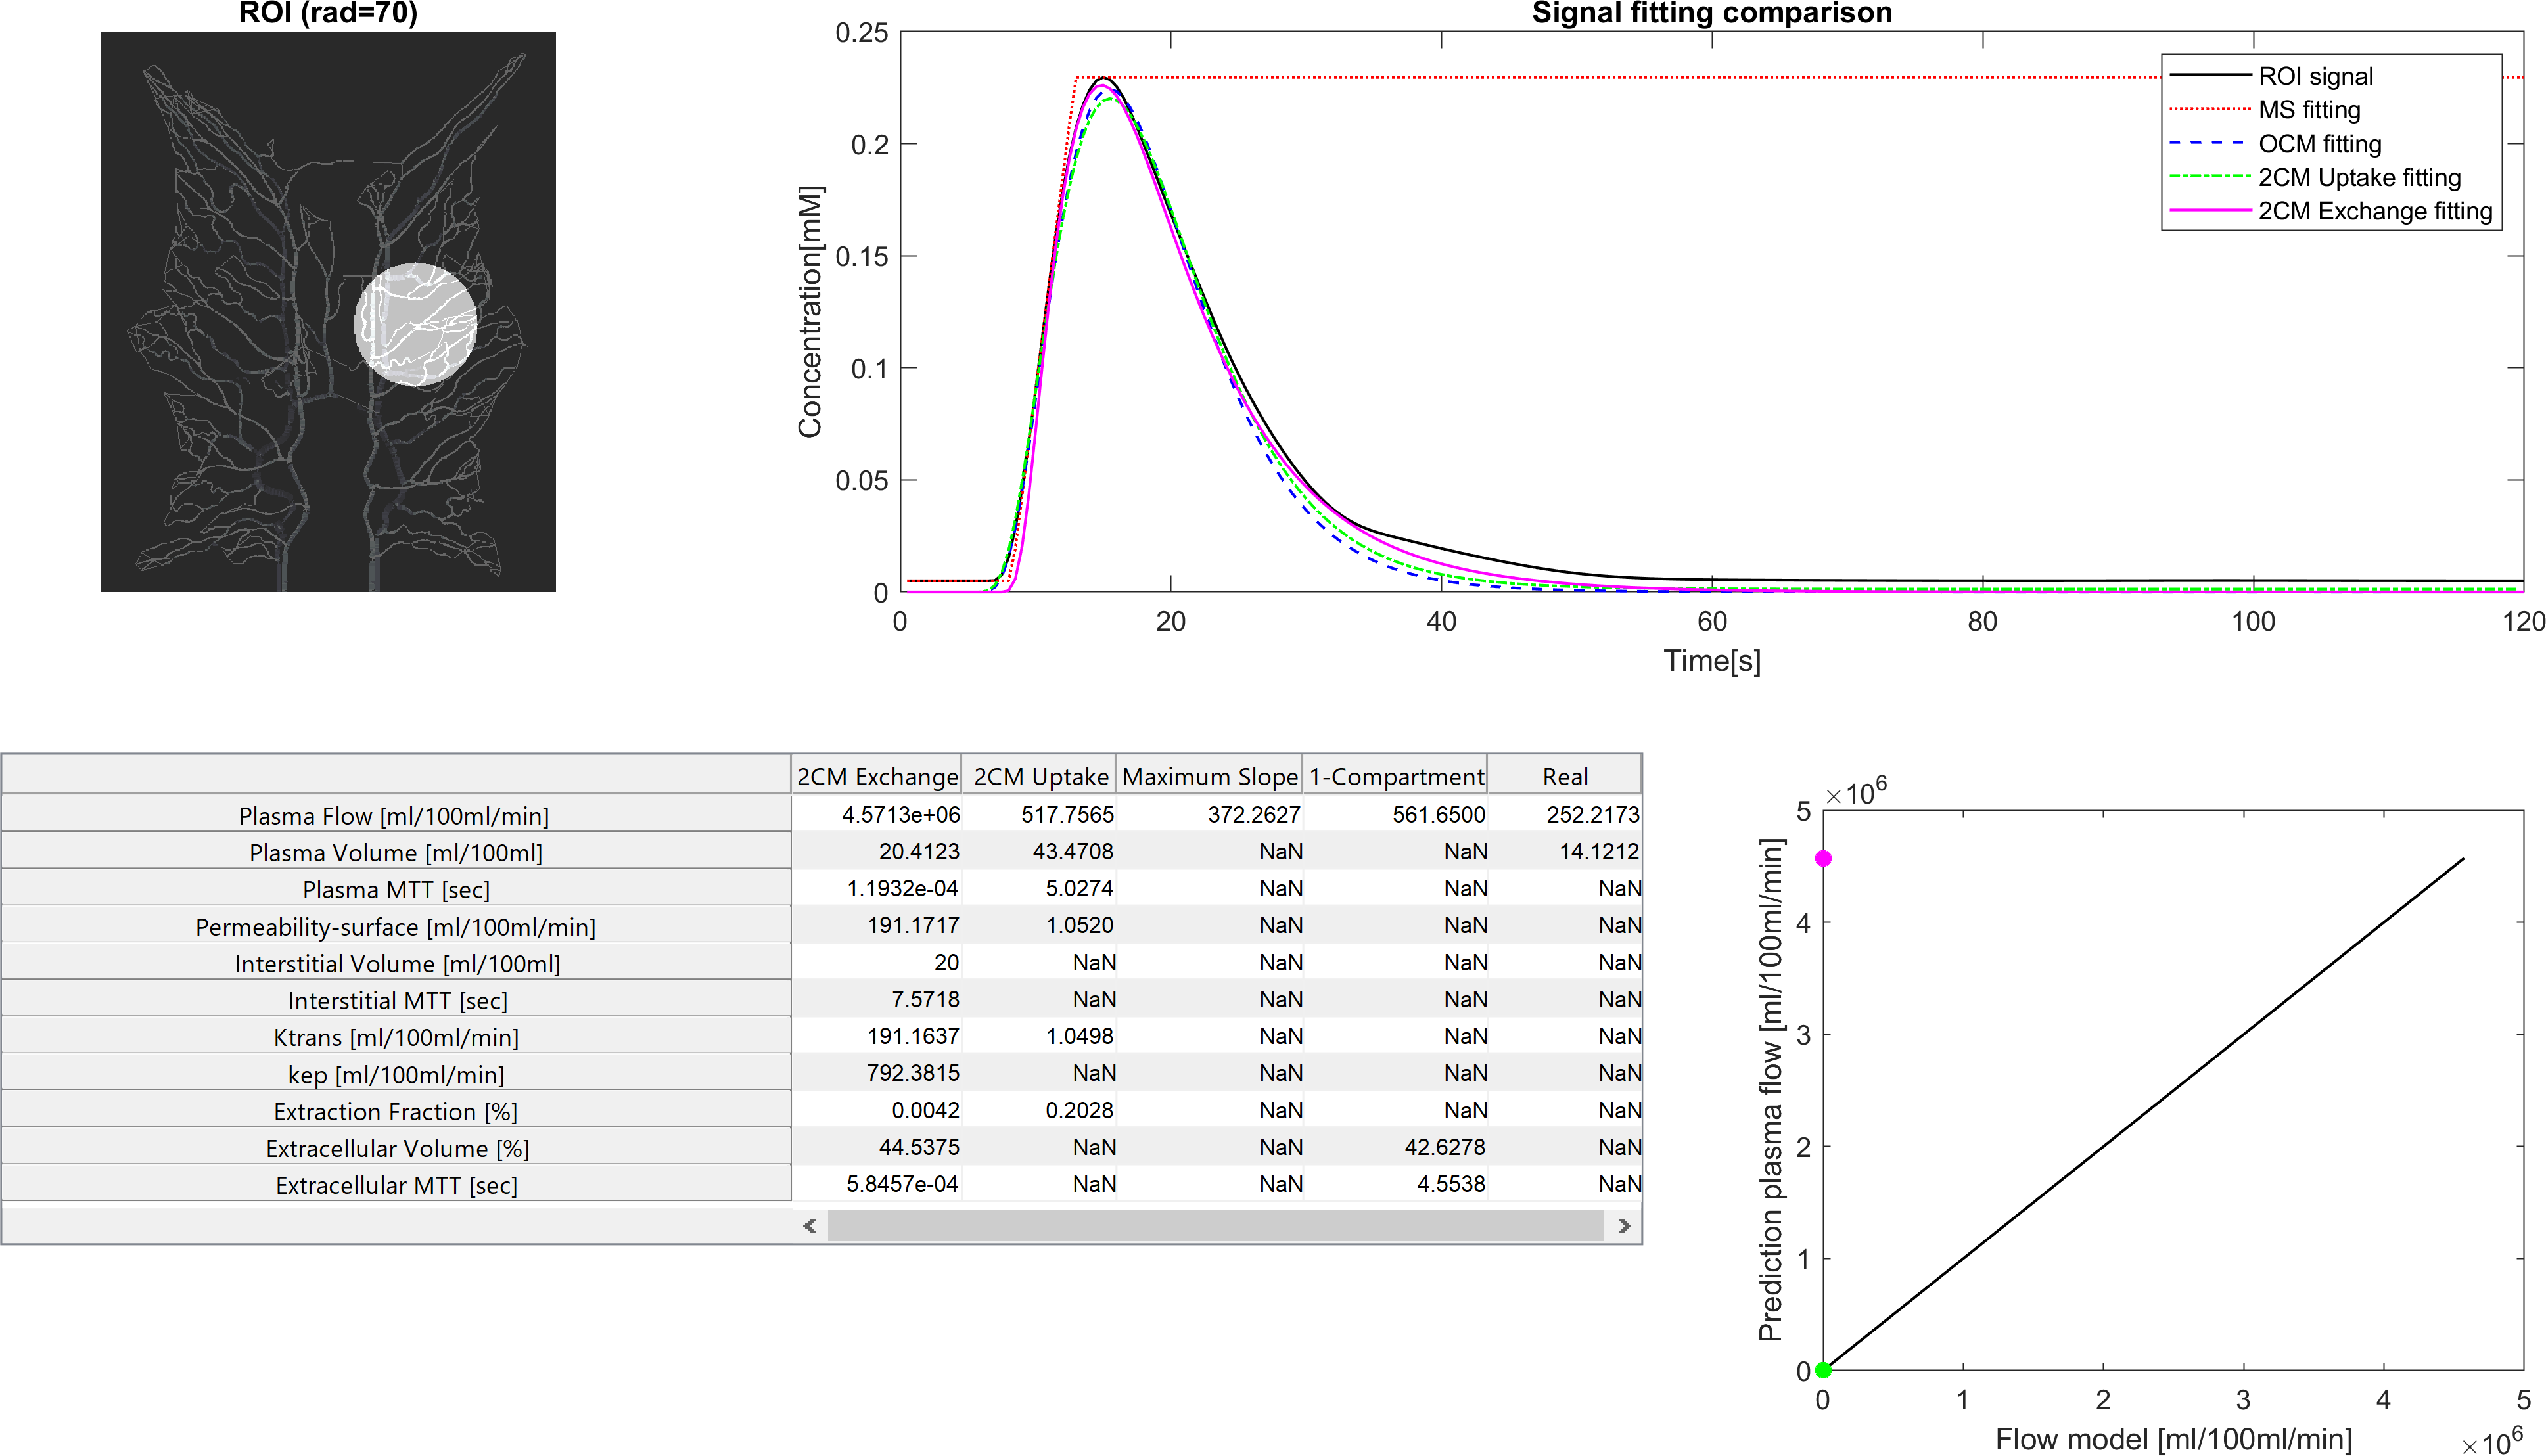 ROI (rad=70)
Signal fitting comparison
0.25
0.2
0.15
0.1
0.05
0
Concentration[mM]
0 20 40 60 80 100 120
Time[s]
ROI signal
MS fitting
OCM fitting
2CM Uptake fitting
2CM Exchange fitting
2CM Exchange 2CM Uptake Maximum Slope 1-Compartment Real
Plasma Flow [ml/100ml/min] 4.5713e+06 517.7565 372.2627 561.6500 252.2173
Plasma Volume [ml/100ml] 20.4123 43.4708 NaN NaN 14.1212
Plasma MTT [sec] 1.1932e-04 5.0274 NaN NaN NaN
Permeability-surface [ml/100ml/min] 191.1717 1.0520 NaN NaN NaN
Interstitial Volume [ml/100ml] 20 NaN NaN NaN NaN
Interstitial MTT [sec] 7.5718 NaN NaN NaN NaN
Ktrans [ml/100ml/min] 191.1637 1.0498 NaN NaN NaN
kep [ml/100ml/min] 792.3815 NaN NaN NaN NaN
Extraction Fraction [%] 0.0042 0.2028 NaN NaN NaN
Extracellular Volume [%] 44.5375 NaN NaN 42.6278 NaN
Extracellular MTT [sec] 5.8457e-04 NaN NaN 4.5538 NaN
×10⁶
5
4
3
2
1
0
Prediction plasma flow [ml/100ml/min]
0 1 2 3 4 5
Flow model [ml/100ml/min]
×10⁶